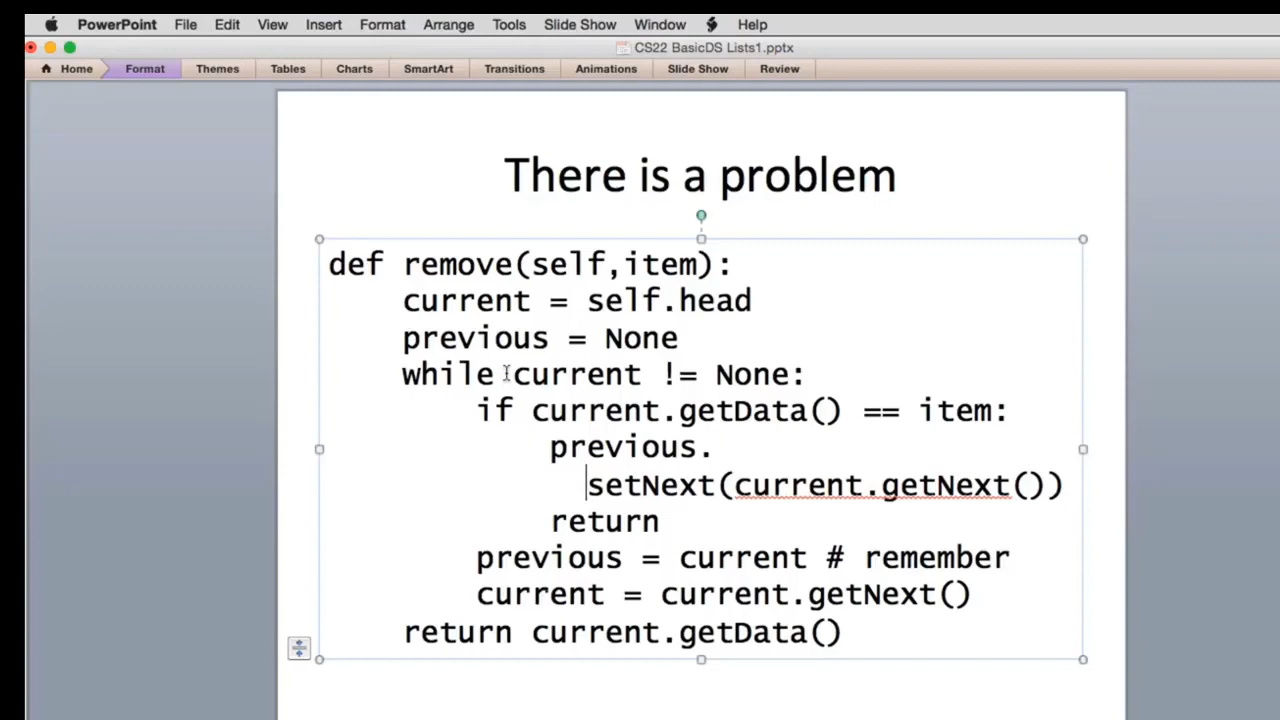 PowerPoint File Edit View Insert Format Arrange Tools Slide Show Window Help
CS22 BasicDS Lists1.pptx
Home Format Themes Tables Charts SmartArt Transitions Animations Slide Show Review
There is a problem
def remove(self,item):
    current = self.head
    previous = None
    while current != None:
        if current.getData() == item:
            previous.
              setNext(current.getNext())
            return
        previous = current # remember
        current = current.getNext()
    return current.getData()